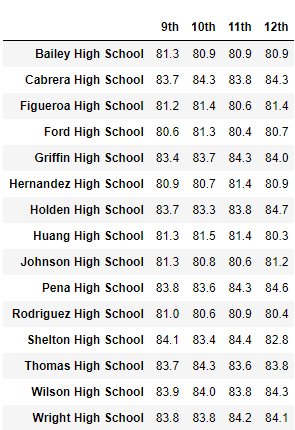 9th 10th 11th 12th
Bailey High School 81.3 80.9 80.9 80.9
Cabrera High School 83.7 84.3 83.8 84.3
Figueroa High School 81.2 81.4 80.6 81.4
Ford High School 80.6 81.3 80.4 80.7
Griffin High School 83.4 83.7 84.3 84.0
Hernandez High School 80.9 80.7 81.4 80.9
Holden High School 83.7 83.3 83.8 84.7
Huang High School 81.3 81.5 81.4 80.3
Johnson High School 81.3 80.8 80.6 81.2
Pena High School 83.8 83.6 84.3 84.6
Rodriguez High School 81.0 80.6 80.9 80.4
Shelton High School 84.1 83.4 84.4 82.8
Thomas High School 83.7 84.3 83.6 83.8
Wilson High School 83.9 84.0 83.8 84.3
Wright High School 83.8 83.8 84.2 84.1